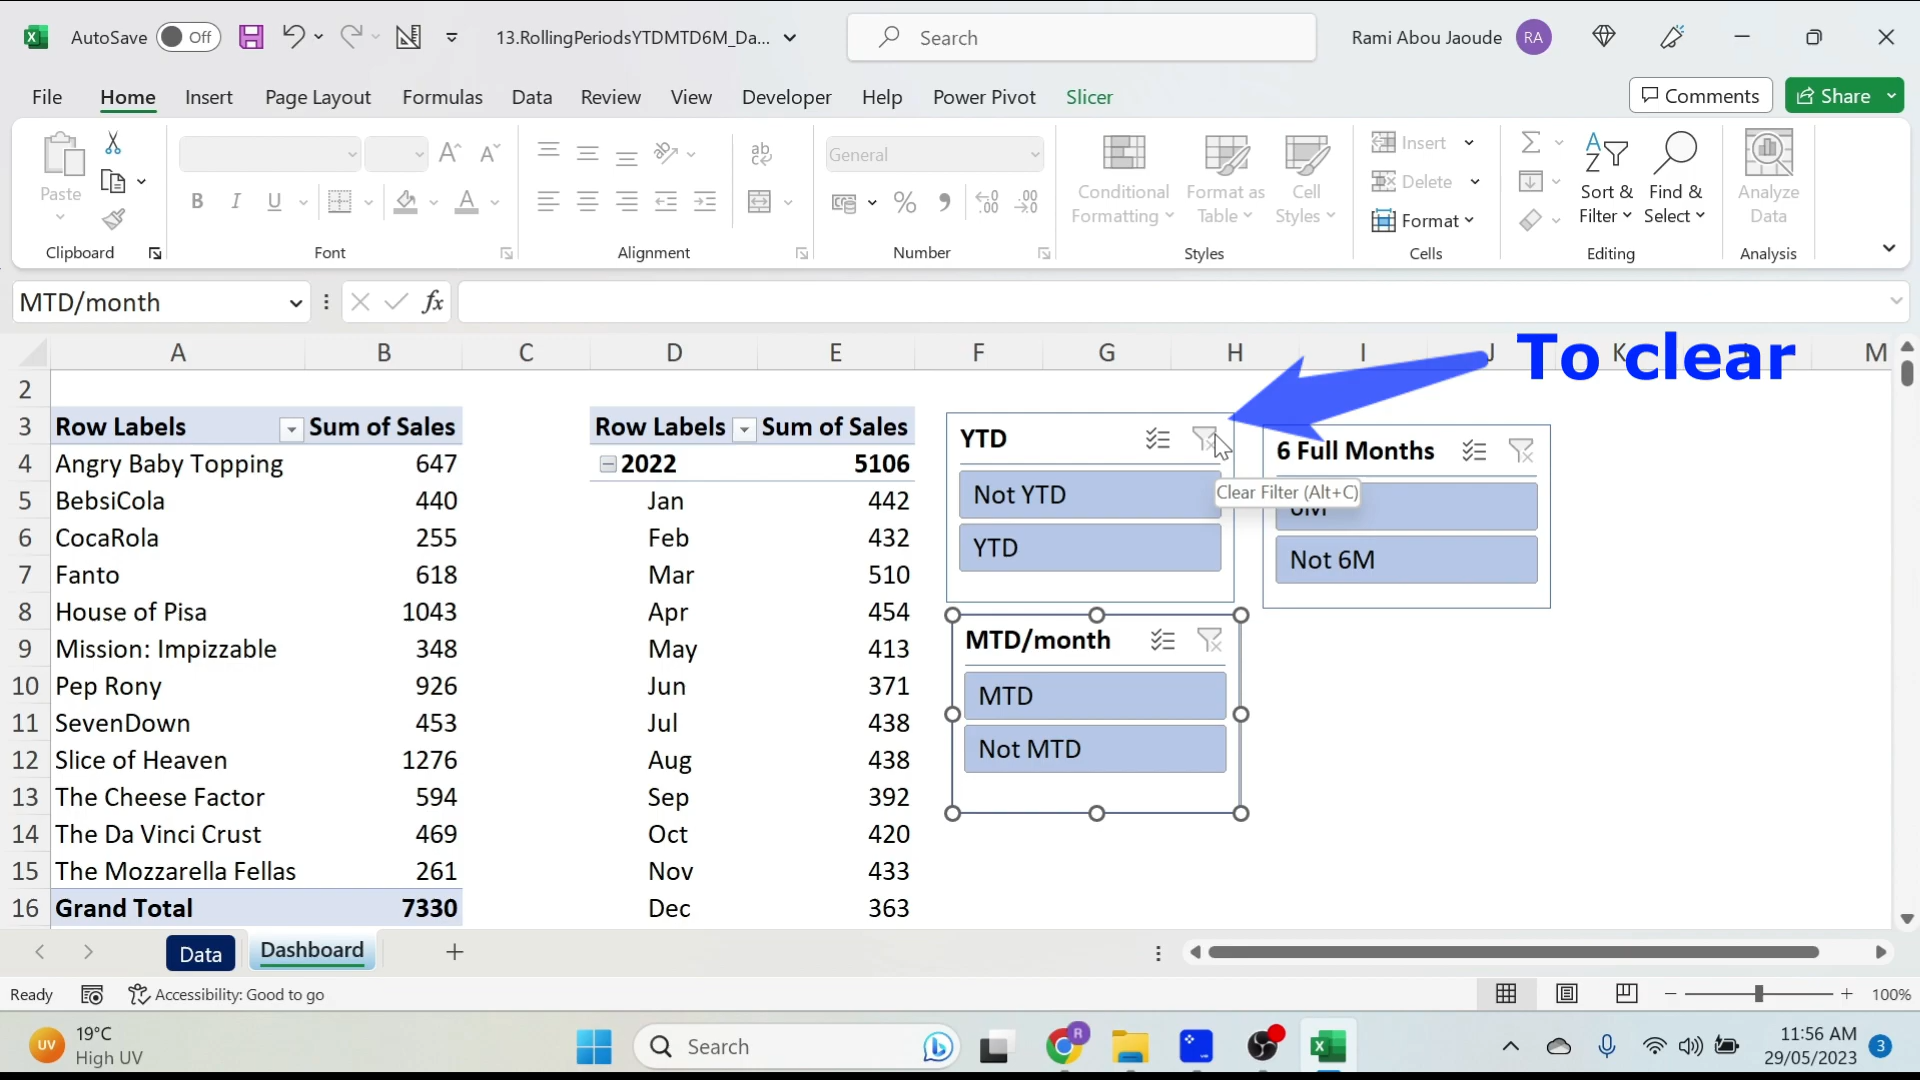 AutoSave Off 13.RollingPeriodsYTDMTD6M_Da... Search Rami Abou Jaoude RA
File Home Insert Page Layout Formulas Data Review View Developer Help Power Pivot Slicer Comments Share
Paste
Clipboard
B I U
Font
ab
Alignment
General
Number
Conditional Formatting
Format as Table
Cell Styles
Styles
Insert
Delete
Format
Cells
Sort & Filter
Find & Select
Editing
Analyze Data
Analysis
MTD/month fx
To clear
A B C D E F G H I J K M
2
3 Row Labels Sum of Sales Row Labels Sum of Sales
4 Angry Baby Topping 647 2022 5106
5 BebsiCola 440 Jan 442
6 CocaRola 255 Feb 432
7 Fanto 618 Mar 510
8 House of Pisa 1043 Apr 454
9 Mission: Impizzable 348 May 413
10 Pep Rony 926 Jun 371
11 SevenDown 453 Jul 438
12 Slice of Heaven 1276 Aug 438
13 The Cheese Factor 594 Sep 392
14 The Da Vinci Crust 469 Oct 420
15 The Mozzarella Fellas 261 Nov 433
16 Grand Total 7330 Dec 363
YTD
Not YTD
YTD
Clear Filter (Alt+C)
6 Full Months
6M
Not 6M
MTD/month
MTD
Not MTD
Data Dashboard
Ready Accessibility: Good to go 100%
UV 19°C
High UV
Search
R
11:56 AM
29/05/2023
3